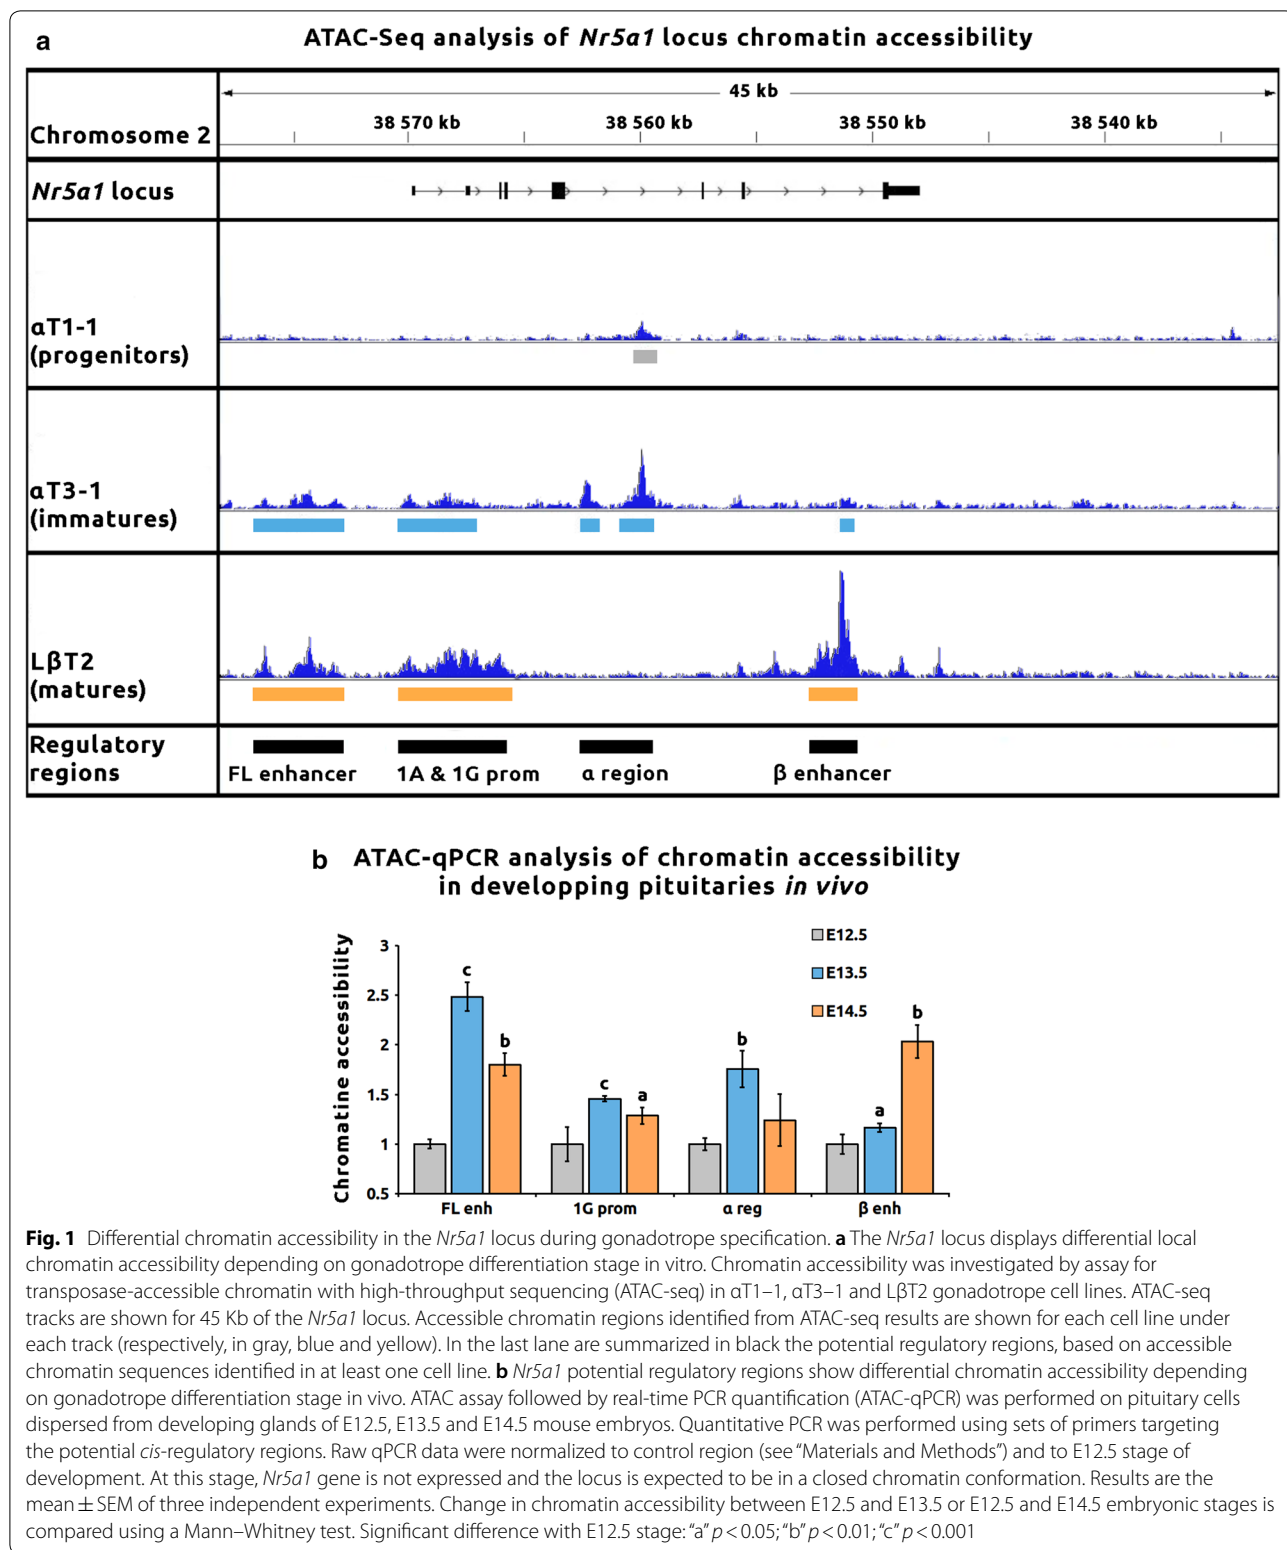 a
ATAC-Seq analysis of Nr5a1 locus chromatin accessibility
45 kb
Chromosome 2
38 570 kb 38 560 kb 38 550 kb 38 540 kb
Nr5a1 locus
αT1-1
(progenitors)
αT3-1
(immatures)
LβT2
(matures)
Regulatory
regions
FL enhancer 1A & 1G prom α region β enhancer
b ATAC-qPCR analysis of chromatin accessibility
in developping pituitaries in vivo
Chromatine accessibility
3
2.5
2
1.5
1
0.5
E12.5
E13.5
E14.5
c
b
c
a
b
a
b
FL enh 1G prom α reg β enh
Fig. 1 Differential chromatin accessibility in the Nr5a1 locus during gonadotrope specification. a The Nr5a1 locus displays differential local
chromatin accessibility depending on gonadotrope differentiation stage in vitro. Chromatin accessibility was investigated by assay for
transposase-accessible chromatin with high-throughput sequencing (ATAC-seq) in αT1–1, αT3–1 and LβT2 gonadotrope cell lines. ATAC-seq
tracks are shown for 45 Kb of the Nr5a1 locus. Accessible chromatin regions identified from ATAC-seq results are shown for each cell line under
each track (respectively, in gray, blue and yellow). In the last lane are summarized in black the potential regulatory regions, based on accessible
chromatin sequences identified in at least one cell line. b Nr5a1 potential regulatory regions show differential chromatin accessibility depending
on gonadotrope differentiation stage in vivo. ATAC assay followed by real-time PCR quantification (ATAC-qPCR) was performed on pituitary cells
dispersed from developing glands of E12.5, E13.5 and E14.5 mouse embryos. Quantitative PCR was performed using sets of primers targeting
the potential cis-regulatory regions. Raw qPCR data were normalized to control region (see “Materials and Methods”) and to E12.5 stage of
development. At this stage, Nr5a1 gene is not expressed and the locus is expected to be in a closed chromatin conformation. Results are the
mean ± SEM of three independent experiments. Change in chromatin accessibility between E12.5 and E13.5 or E12.5 and E14.5 embryonic stages is
compared using a Mann–Whitney test. Significant difference with E12.5 stage: “a” p < 0.05; “b” p < 0.01; “c” p < 0.001